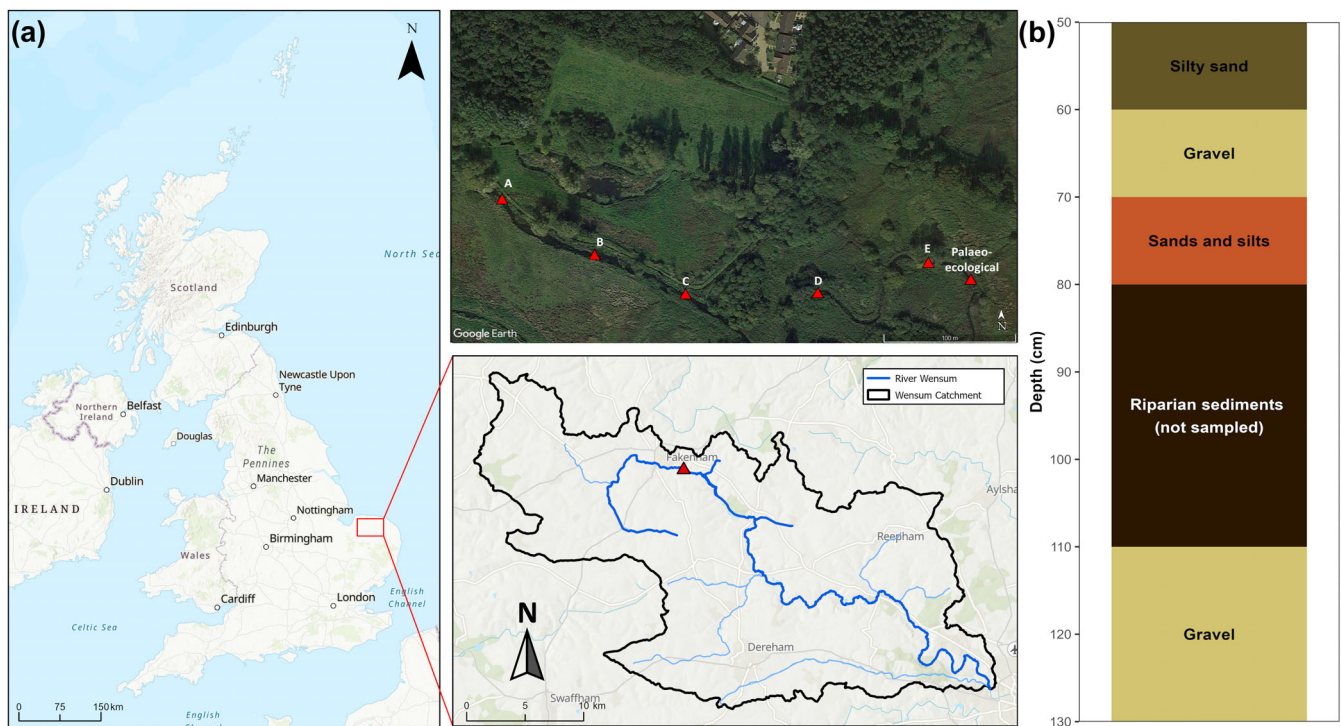 (a)
N
North Sea
Scotland
Edinburgh
Newcastle Upon
Tyne
Northern
Ireland
Belfast
Douglas
The
Pennines
Dublin
Manchester
IRELAND
Nottingham
Birmingham
Wales
Cardiff
London
English
Channel
Celtic Sea
English
0 75 150 km
A
B
C
D
E
Palaeo-
ecological
Google Earth
N
100 m
River Wensum
Wensum Catchment
Fakenham
Aylsha
Reepham
N
Dereham
Swaffham
0 5 10 km
(b)
Depth (cm)
50
Silty sand
60
Gravel
70
Sands and silts
80
90
Riparian sediments
(not sampled)
100
110
Gravel
120
130